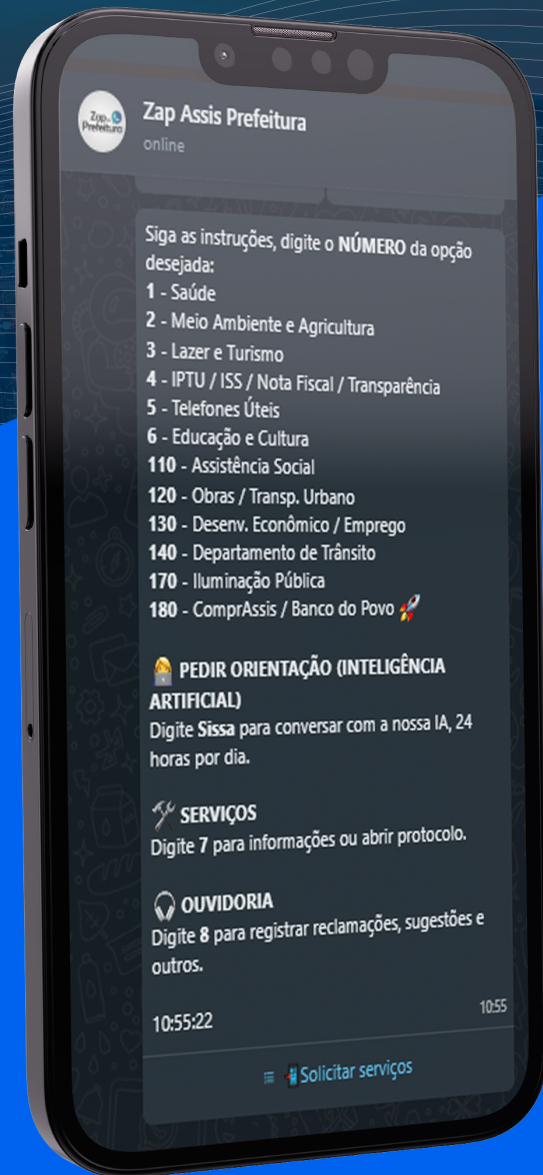 Zap da
Prefeitura
Zap Assis Prefeitura
online
Siga as instruções, digite o NÚMERO da opção
desejada:
1 - Saúde
2 - Meio Ambiente e Agricultura
3 - Lazer e Turismo
4 - IPTU / ISS / Nota Fiscal / Transparência
5 - Telefones Úteis
6 - Educação e Cultura
110 - Assistência Social
120 - Obras / Transp. Urbano
130 - Desenv. Econômico / Emprego
140 - Departamento de Trânsito
170 - Iluminação Pública
180 - ComprAssis / Banco do Povo 🚀
🧑‍💻 PEDIR ORIENTAÇÃO (INTELIGÊNCIA
ARTIFICIAL)
Digite Sissa para conversar com a nossa IA, 24
horas por dia.
🛠 SERVIÇOS
Digite 7 para informações ou abrir protocolo.
🎧 OUVIDORIA
Digite 8 para registrar reclamações, sugestões e
outros.
10:55:22
10:55
📲Solicitar serviços